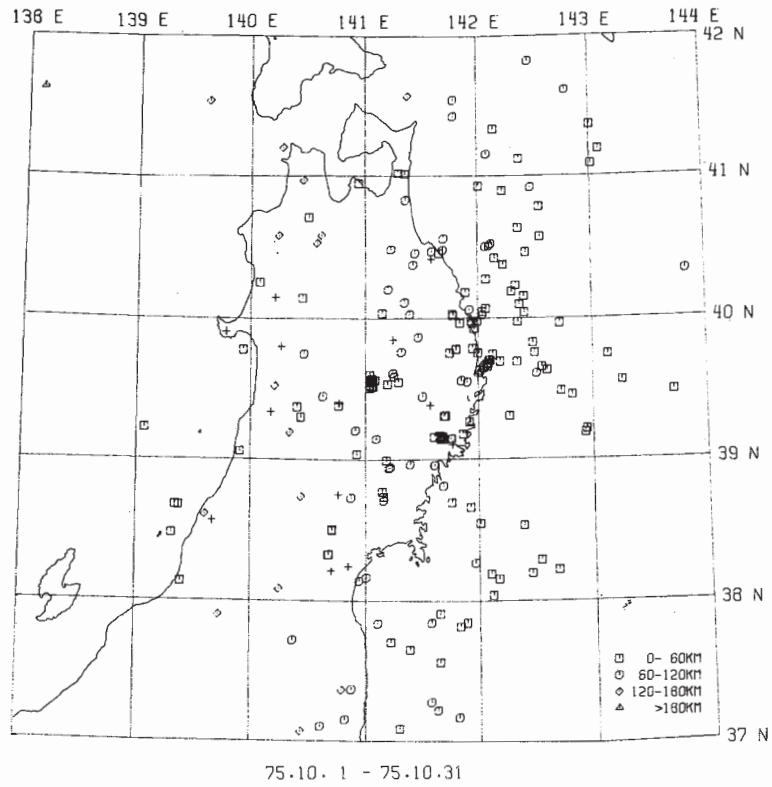 138 E 139 E 140 E 141 E 142 E 143 E 144 E
42 N
41 N
40 N
39 N
38 N
0- 60KM
60-120KM
120-180KM
>180KM
37 N
75.10. 1 - 75.10.31